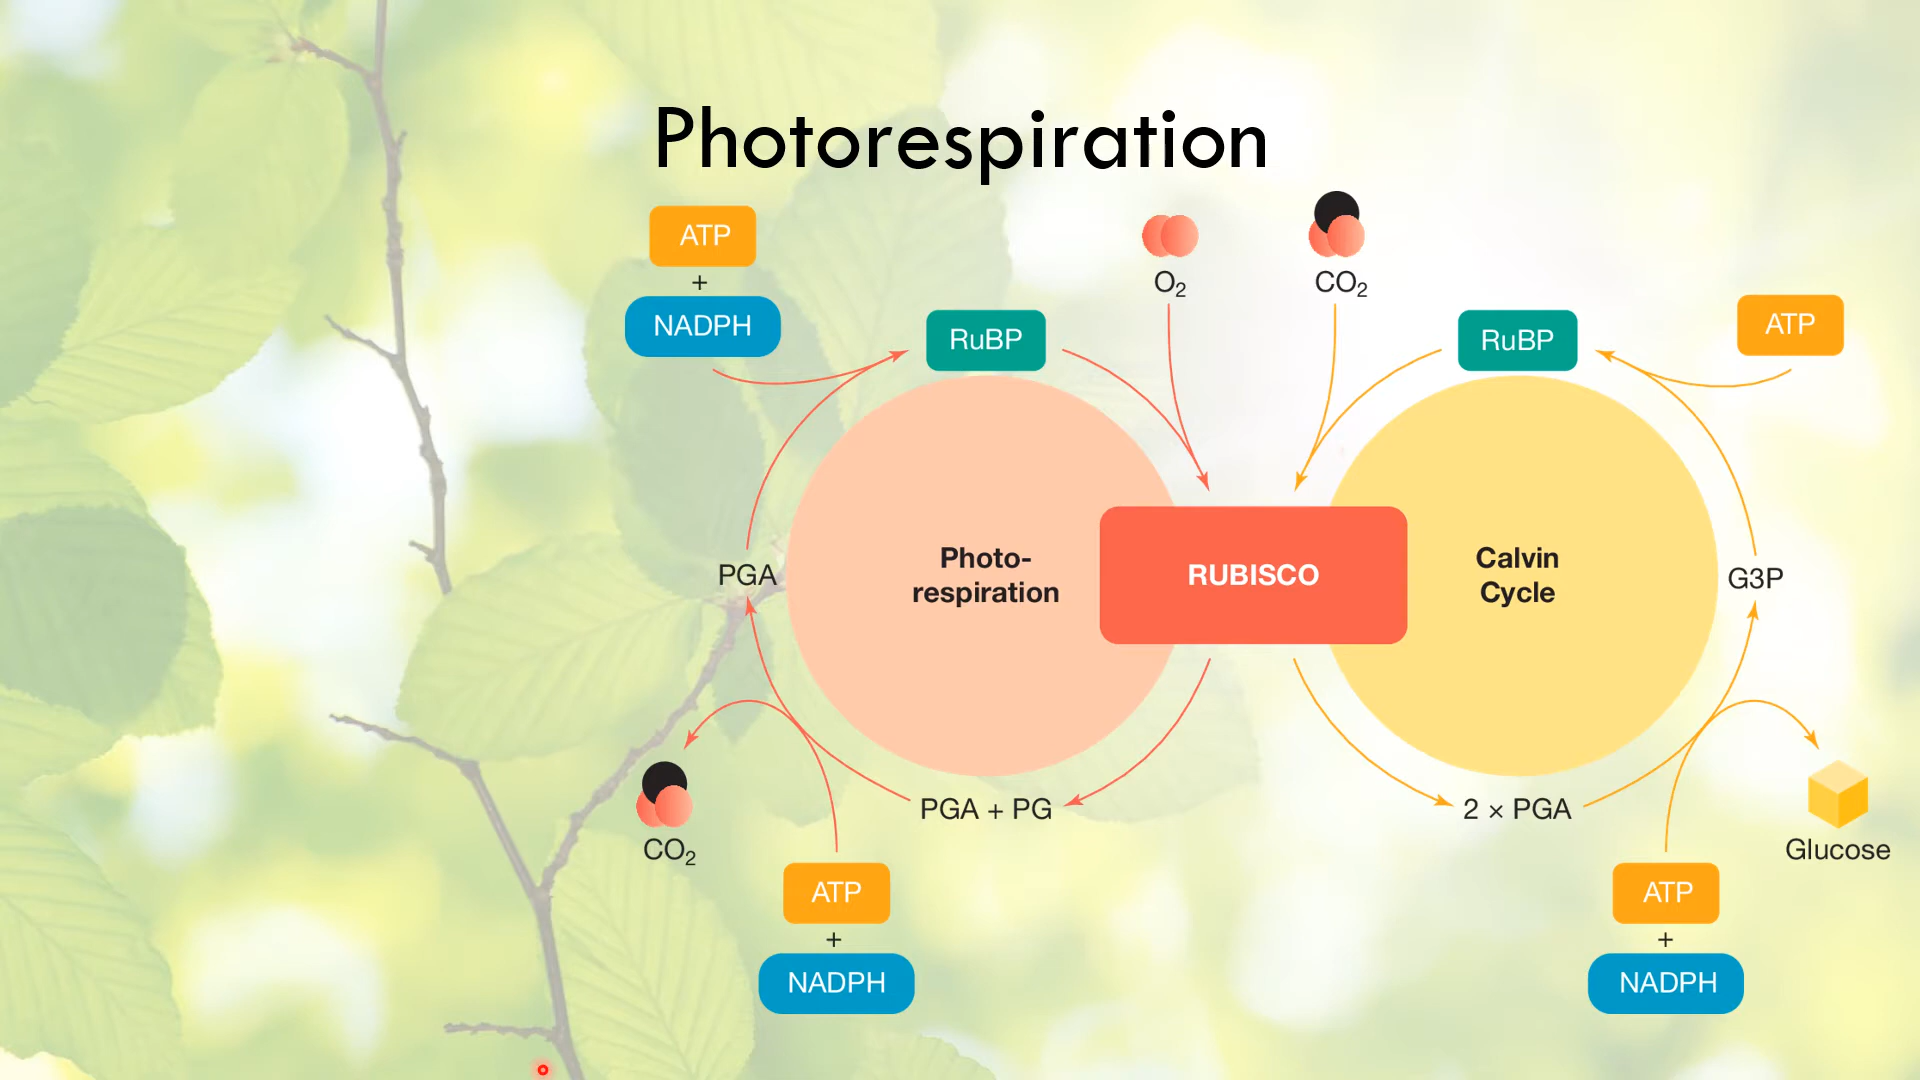 Photorespiration
ATP
+
NADPH
O₂
CO₂
RuBP
RuBP
ATP
Photo-
respiration
RUBISCO
Calvin
Cycle
PGA
G3P
PGA + PG
2 × PGA
CO₂
Glucose
ATP
+
NADPH
ATP
+
NADPH